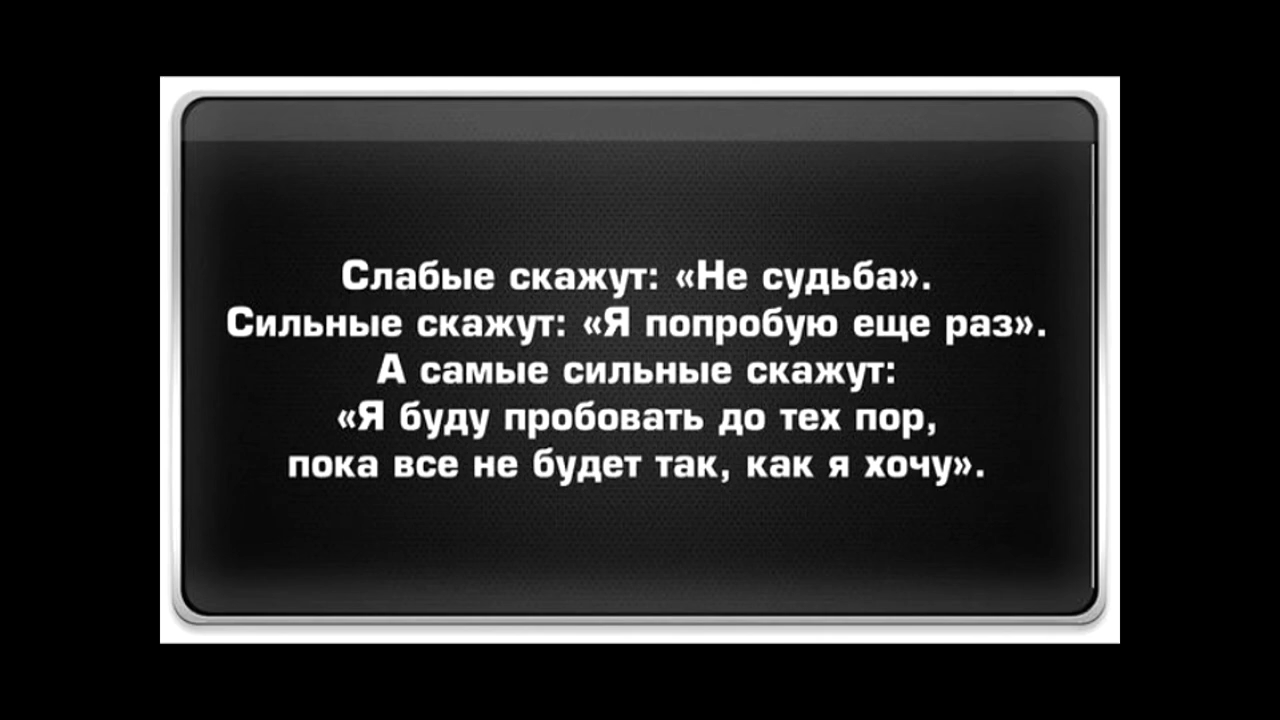 Слабые скажут: «Не судьба».
Сильные скажут: «Я попробую еще раз».
А самые сильные скажут:
«Я буду пробовать до тех пор,
пока все не будет так, как я хочу».